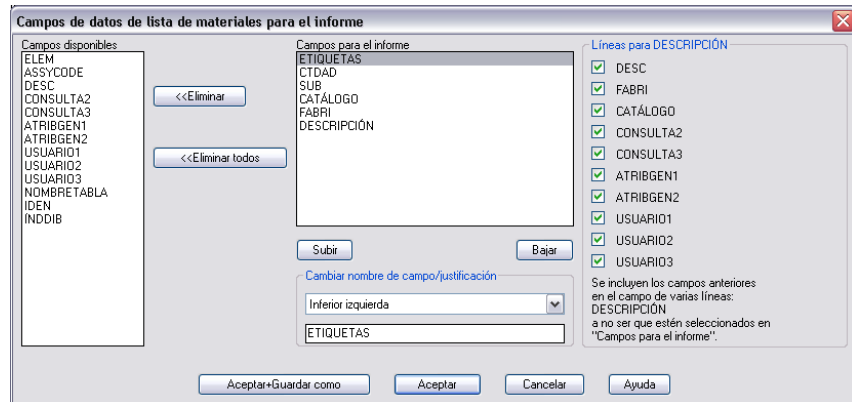 Campos de datos de lista de materiales para el informe
Campos disponibles
ELEM
ASSYCODE
DESC
CONSULTA2
CONSULTA3
ATRIBGEN1
ATRIBGEN2
USUARIO1
USUARIO2
USUARIO3
NOMBRETABLA
IDEN
ÍNDDIB
<<Eliminar
<<Eliminar todos
Campos para el informe
ETIQUETAS
CTDAD
SUB
CATÁLOGO
FABRI
DESCRIPCIÓN
Subir
Bajar
Cambiar nombre de campo/justificación
Inferior izquierda
ETIQUETAS
Líneas para DESCRIPCIÓN
DESC
FABRI
CATÁLOGO
CONSULTA2
CONSULTA3
ATRIBGEN1
ATRIBGEN2
USUARIO1
USUARIO2
USUARIO3
Se incluyen los campos anteriores
en el campo de varias líneas:
DESCRIPCIÓN
a no ser que estén seleccionados en
"Campos para el informe".
Aceptar+Guardar como
Aceptar
Cancelar
Ayuda